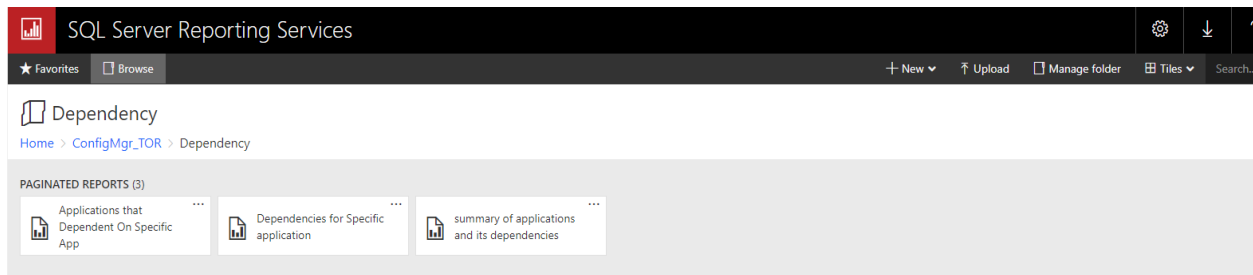 SQL Server Reporting Services
Favorites Browse New Upload Manage folder Tiles Search...
Dependency
Home > ConfigMgr_TOR > Dependency
PAGINATED REPORTS (3)
Applications that
Dependent On Specific
App
Dependencies for Specific
application
summary of applications
and its dependencies